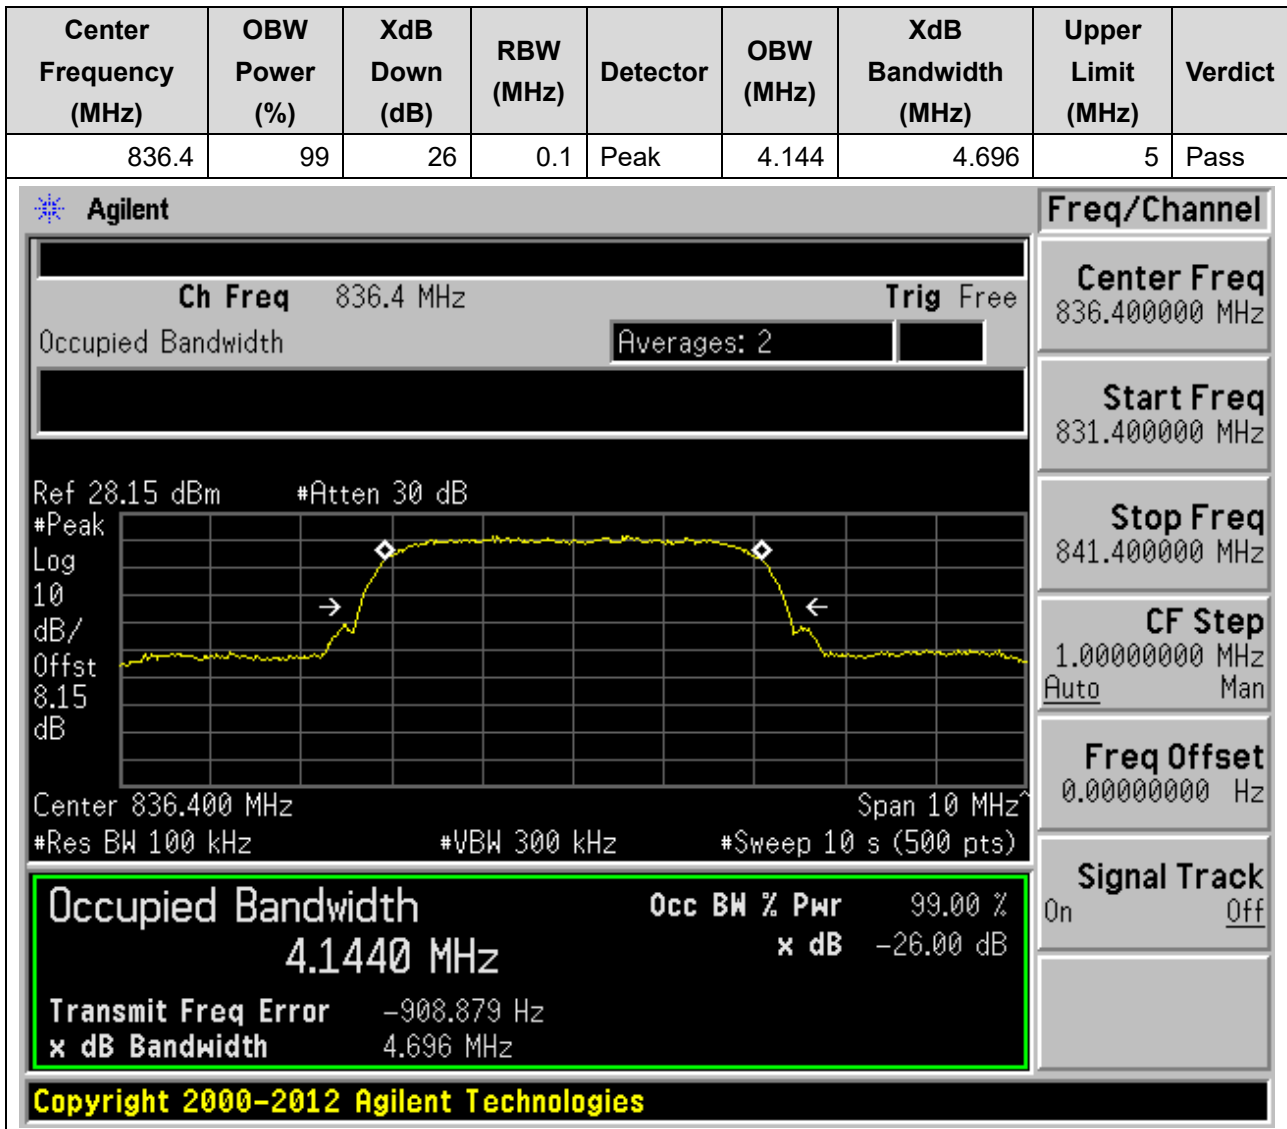 Center Frequency (MHz) OBW Power (%) XdB Down (dB) RBW (MHz) Detector OBW (MHz) XdB Bandwidth (MHz) Upper Limit (MHz) Verdict
836.4 99 26 0.1 Peak 4.144 4.696 5 Pass
Agilent
Freq/Channel
Ch Freq 836.4 MHz Trig Free
Occupied Bandwidth Averages: 2
Center Freq
836.400000 MHz
Start Freq
831.400000 MHz
Stop Freq
841.400000 MHz
CF Step
1.00000000 MHz
Auto Man
Freq Offset
0.00000000 Hz
Signal Track
On Off
Ref 28.15 dBm #Atten 30 dB
#Peak
Log
10
dB/
Offst
8.15
dB
Center 836.400 MHz Span 10 MHz^
#Res BW 100 kHz #VBW 300 kHz #Sweep 10 s (500 pts)
Occupied Bandwidth Occ BW % Pwr 99.00 %
4.1440 MHz x dB -26.00 dB
Transmit Freq Error -908.879 Hz
x dB Bandwidth 4.696 MHz
Copyright 2000-2012 Agilent Technologies